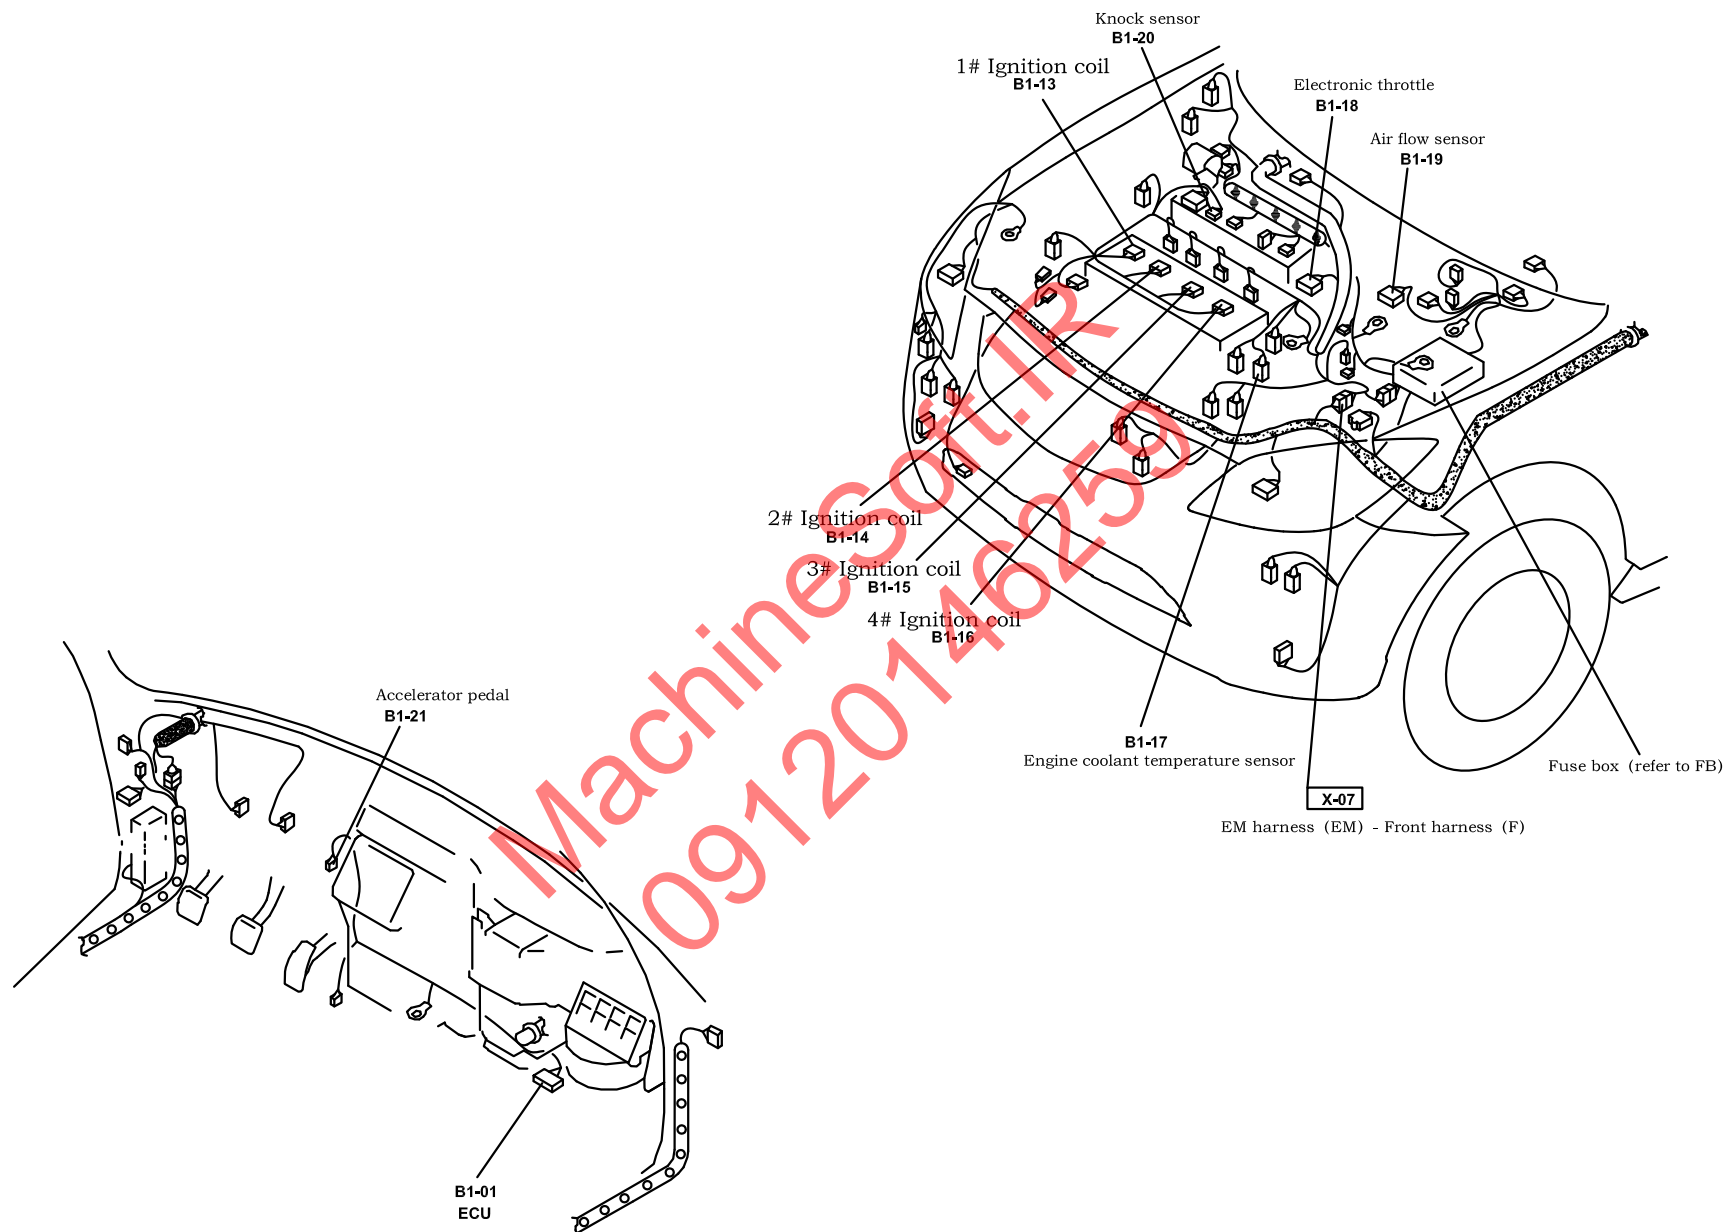 Knock sensor
B1-20
1# Ignition coil
B1-13
Electronic throttle
B1-18
Air flow sensor
B1-19
2# Ignition coil
B1-14
3# Ignition coil
B1-15
4# Ignition coil
B1-16
Accelerator pedal
B1-21
B1-17
Engine coolant temperature sensor
Fuse box (refer to FB)
X-07
EM harness (EM) - Front harness (F)
B1-01
ECU
MachineSoft.IR
09120146259